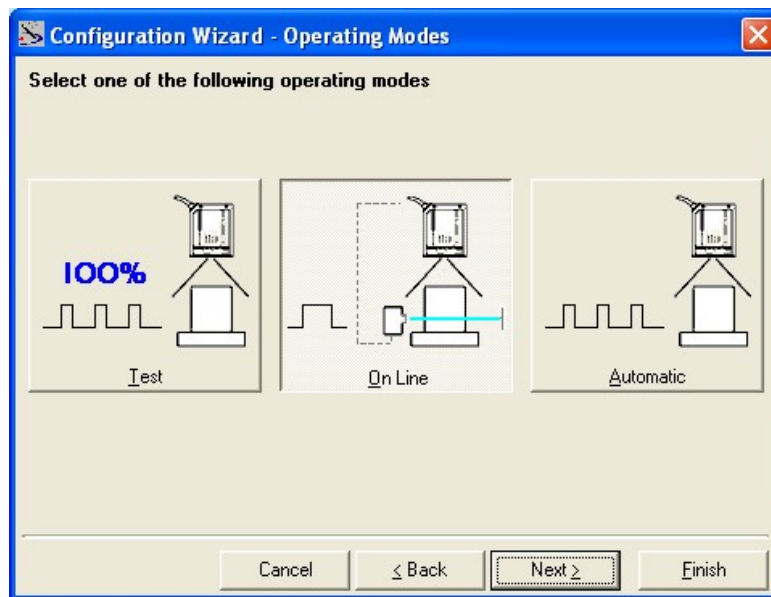 Configuration Wizard - Operating Modes
Select one of the following operating modes
100%
Test
On Line
Automatic
Cancel
< Back
Next >
Finish